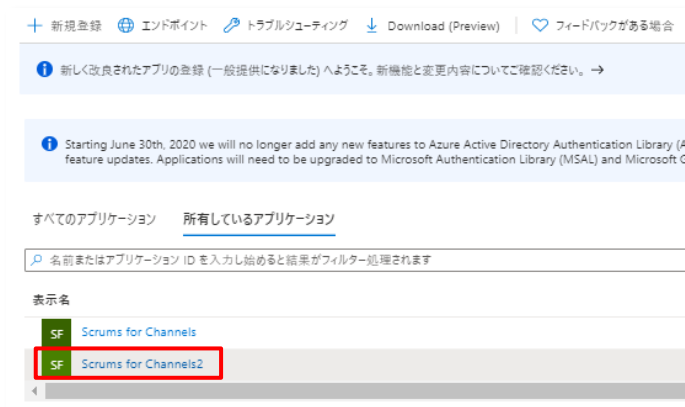 新規登録 エンドポイント トラブルシューティング Download (Preview) フィードバックがある場合
新しく改良されたアプリの登録 (一般提供になりました) へようこそ。新機能と変更内容についてご確認ください。 →
Starting June 30th, 2020 we will no longer add any new features to Azure Active Directory Authentication Library (A
feature updates. Applications will need to be upgraded to Microsoft Authentication Library (MSAL) and Microsoft G
すべてのアプリケーション 所有しているアプリケーション
名前またはアプリケーション ID を入力し始めると結果がフィルター処理されます
表示名
SF Scrums for Channels
SF Scrums for Channels2